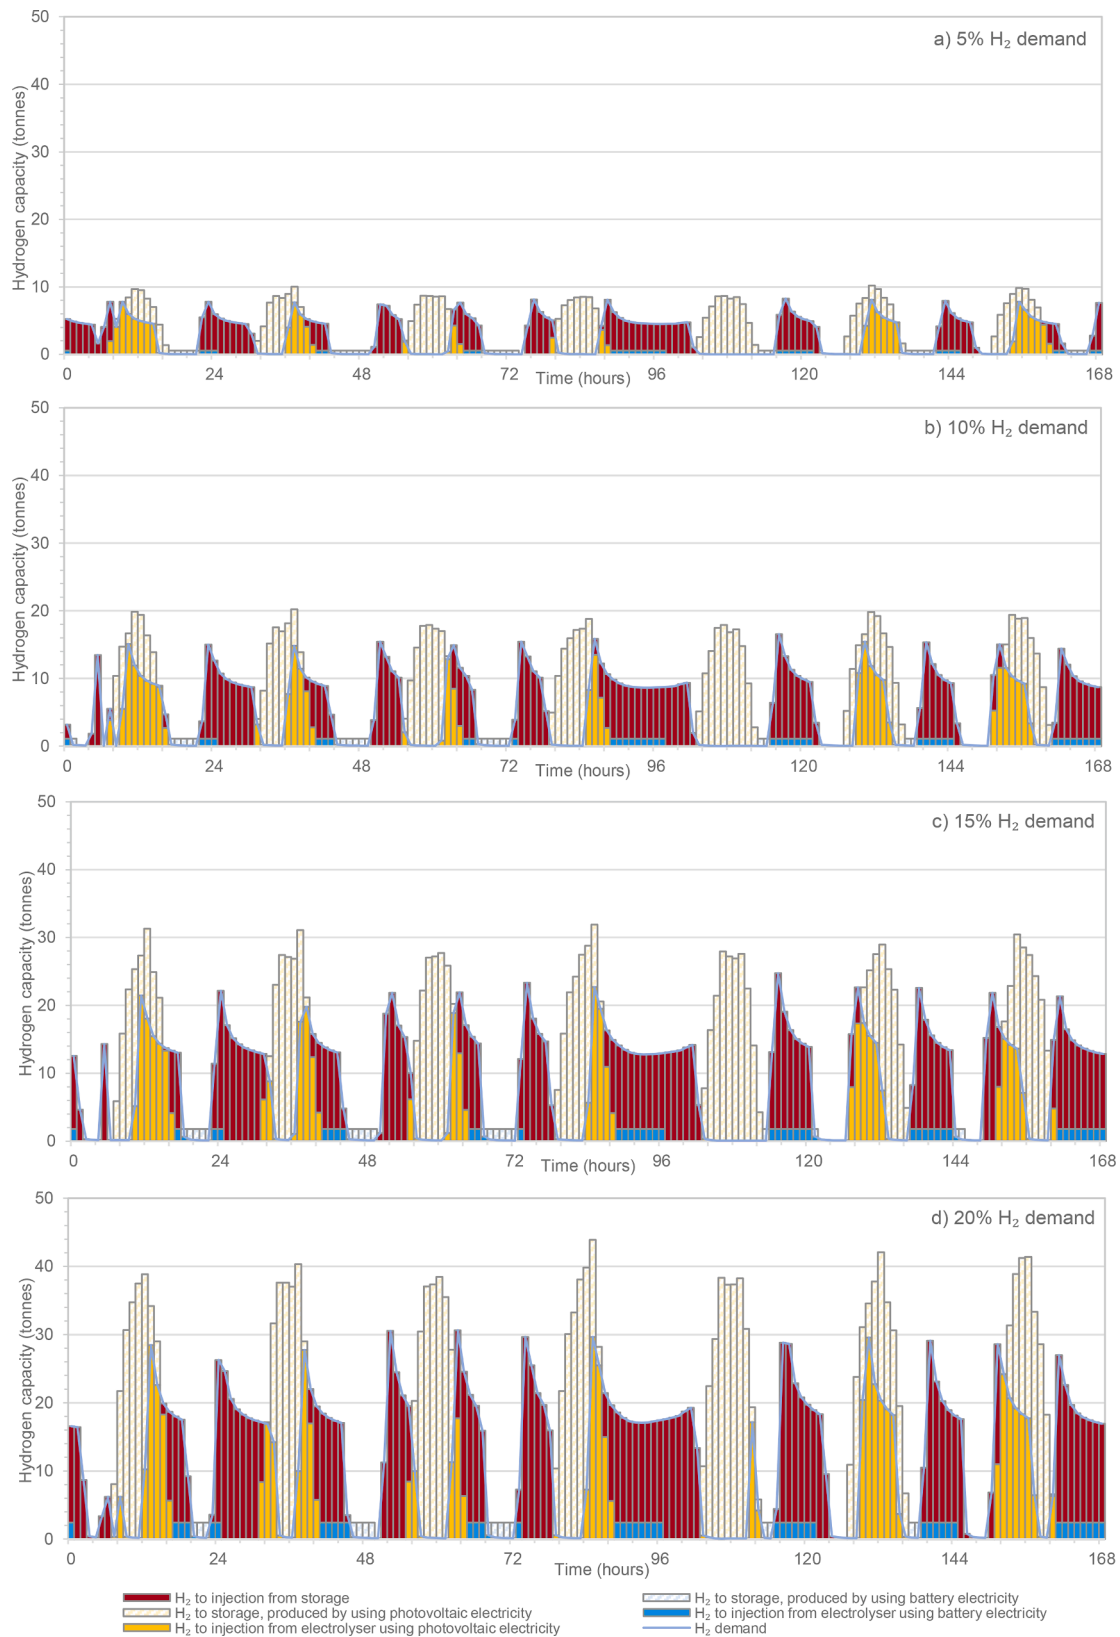 a) 5% H₂ demand
Hydrogen capacity (tonnes)
50
40
30
20
10
0
0 24 48 72 96 120 144 168
Time (hours)
b) 10% H₂ demand
Hydrogen capacity (tonnes)
50
40
30
20
10
0
0 24 48 72 96 120 144 168
Time (hours)
c) 15% H₂ demand
Hydrogen capacity (tonnes)
50
40
30
20
10
0
0 24 48 72 96 120 144 168
Time (hours)
d) 20% H₂ demand
Hydrogen capacity (tonnes)
50
40
30
20
10
0
0 24 48 72 96 120 144 168
Time (hours)
H₂ to injection from storage
H₂ to storage, produced by using photovoltaic electricity
H₂ to injection from electrolyser using photovoltaic electricity
H₂ to storage, produced by using battery electricity
H₂ to injection from electrolyser using battery electricity
H₂ demand